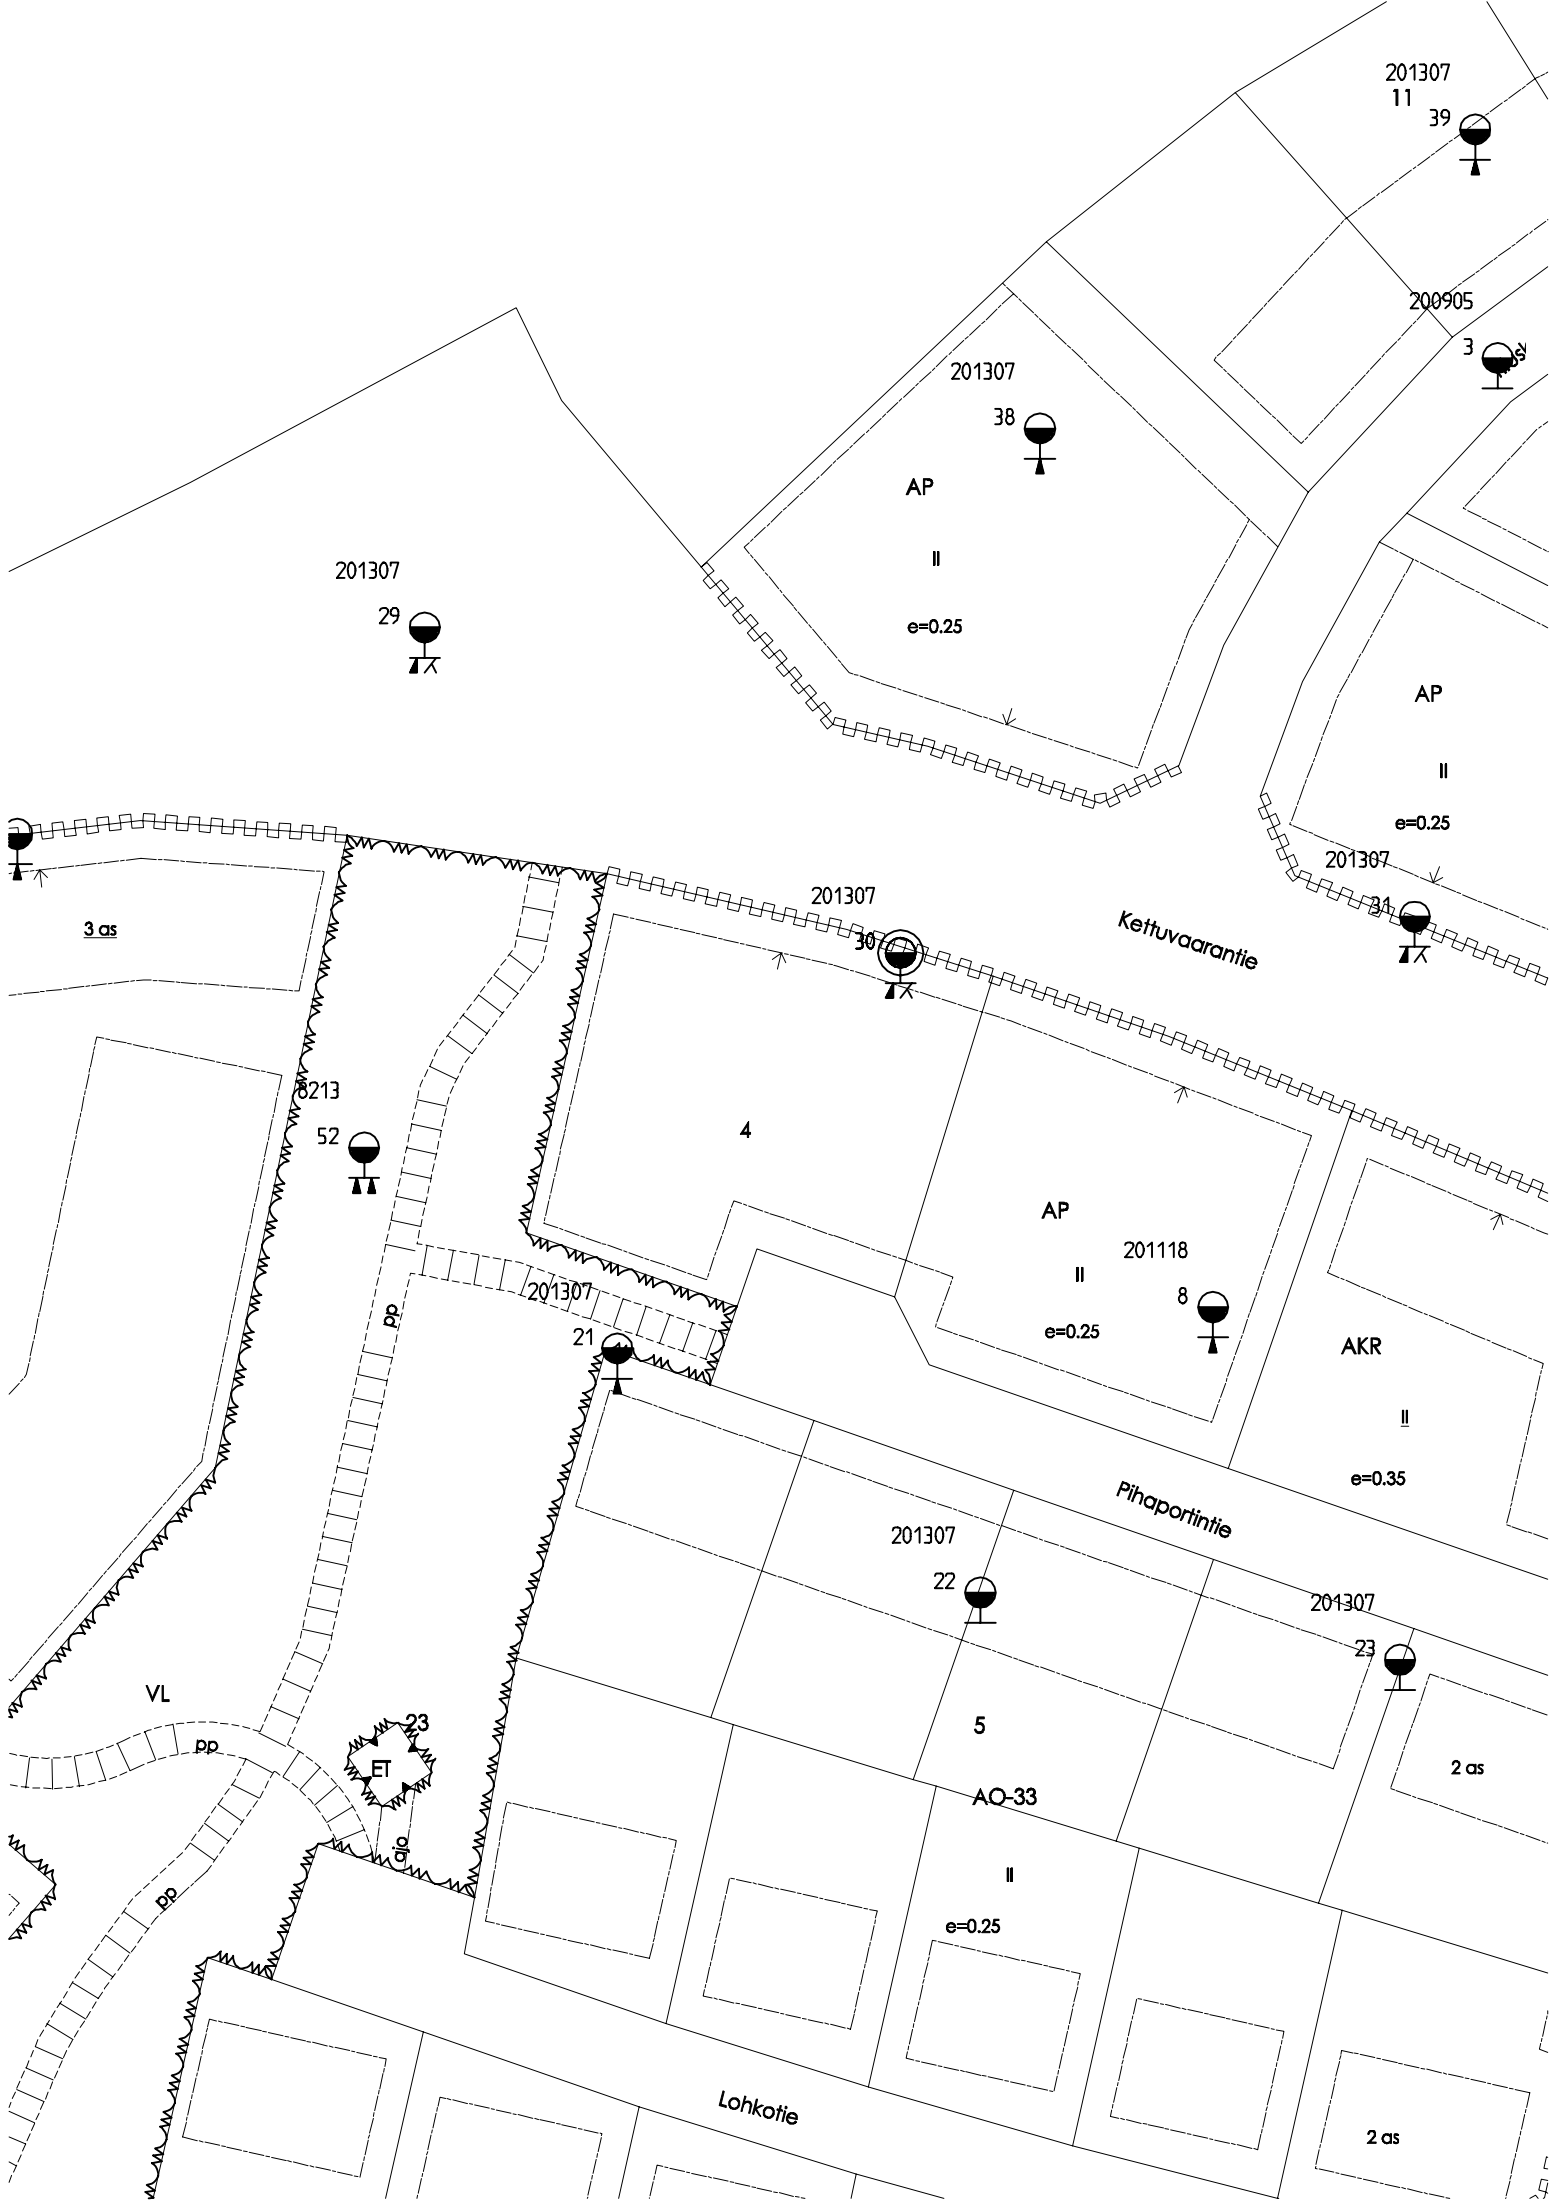 201307
11
39
200905
3
201307
38
AP
II
e=0.25
201307
29
AP
II
e=0.25
201307
31
3 as
201307
30
Kettuvaarantie
8213
52
4
AP
201118
II
8
e=0.25
201307
21
pp
AKR
II
e=0.35
Pihaportintie
201307
22
201307
23
VL
pp
23
ET
5
2 as
AO-33
ajo
II
pp
e=0.25
Lohkotie
2 as